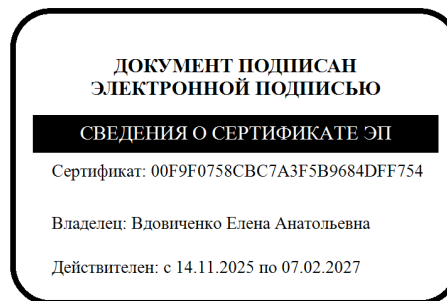 ДОКУМЕНТ ПОДПИСАН
ЭЛЕКТРОННОЙ ПОДПИСЬЮ
СВЕДЕНИЯ О СЕРТИФИКАТЕ ЭП
Сертификат: 00F9F0758CBC7A3F5B9684DFF754
Владелец: Вдовиченко Елена Анатольевна
Действителен: с 14.11.2025 по 07.02.2027